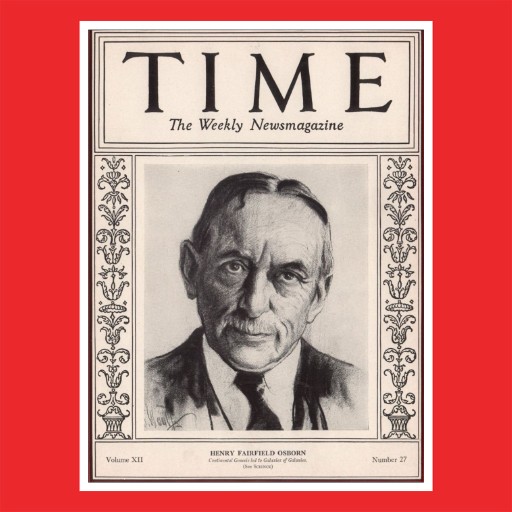 TIME
The Weekly Newsmagazine
HENRY FAIRFIELD OSBORN
Volume XII
Number 27
(See SCIENCE)